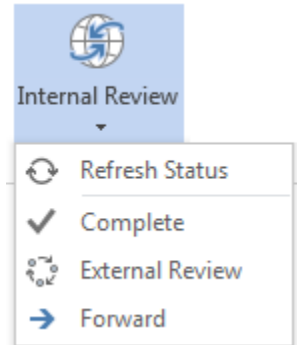 Internal Review
Refresh Status
Complete
External Review
Forward